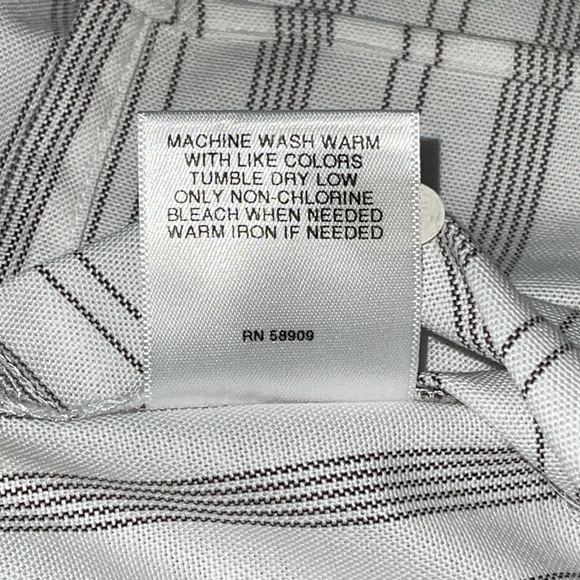 MACHINE WASH WARM
WITH LIKE COLORS
TUMBLE DRY LOW
ONLY NON-CHLORINE
BLEACH WHEN NEEDED
WARM IRON IF NEEDED
RN 58909